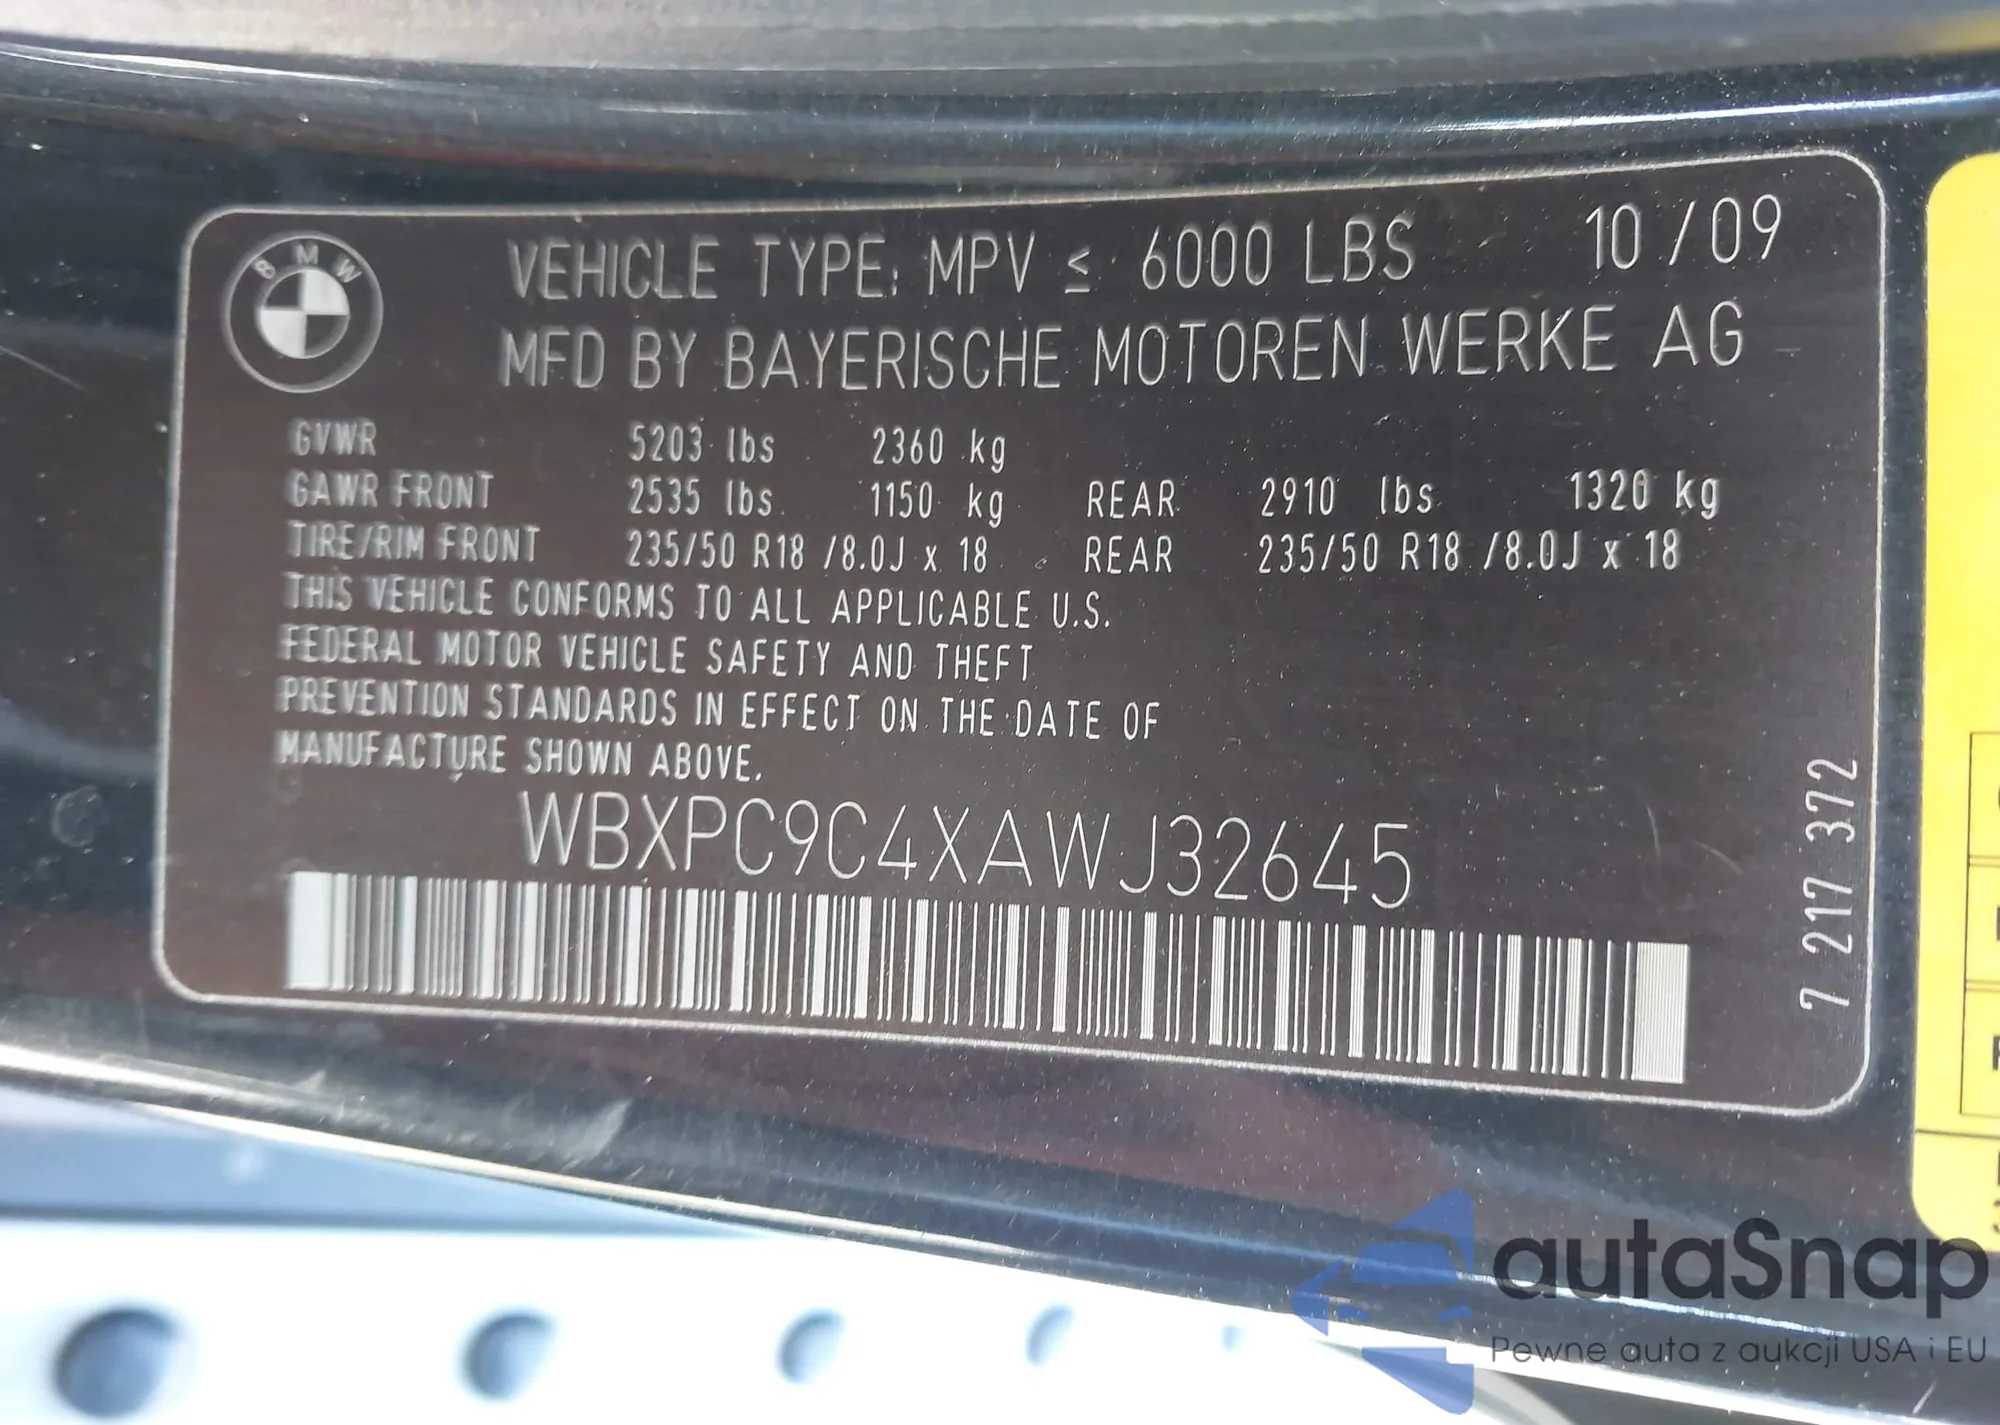 BMW
VEHICLE TYPE: MPV ≤ 6000 LBS 10/09
MFD BY BAYERISCHE MOTOREN WERKE AG
GVWR 5203 lbs 2360 kg
GAWR FRONT 2535 lbs 1150 kg REAR 2910 lbs 1320 kg
TIRE/RIM FRONT 235/50 R18 /8.0J x 18 REAR 235/50 R18 /8.0J x 18
THIS VEHICLE CONFORMS TO ALL APPLICABLE U.S.
FEDERAL MOTOR VEHICLE SAFETY AND THEFT
PREVENTION STANDARDS IN EFFECT ON THE DATE OF
MANUFACTURE SHOWN ABOVE.
WBXPC9C4XAWJ32645
7 217 372
autaSnap
Pewne auta z aukcji USA i EU